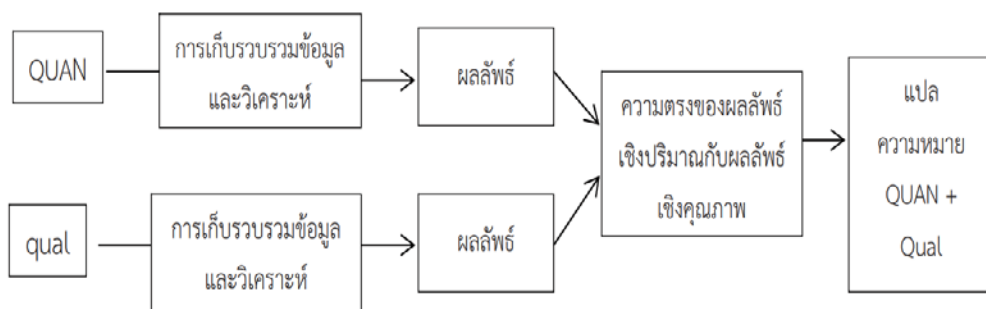 QUAN
การเก็บรวบรวมข้อมูล
และวิเคราะห์
ผลลัพธ์
qual
การเก็บรวบรวมข้อมูล
และวิเคราะห์
ผลลัพธ์
ความตรงของผลลัพธ์
เชิงปริมาณกับผลลัพธ์
เชิงคุณภาพ
แปล
ความหมาย
QUAN +
Qual